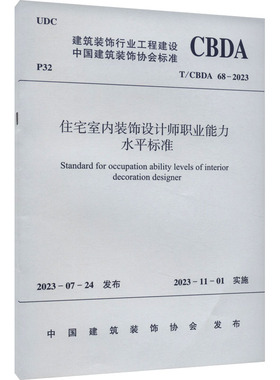 UDC
建筑装饰行业工程建设
中国建筑装饰协会标准
CBDA
P32
T/CBDA 68-2023
住宅室内装饰设计师职业能力
水平标准
Standard for occupation ability levels of interior
decoration designer
2023-07-24 发布
2023-11-01 实施
中国建筑装饰协会 发布